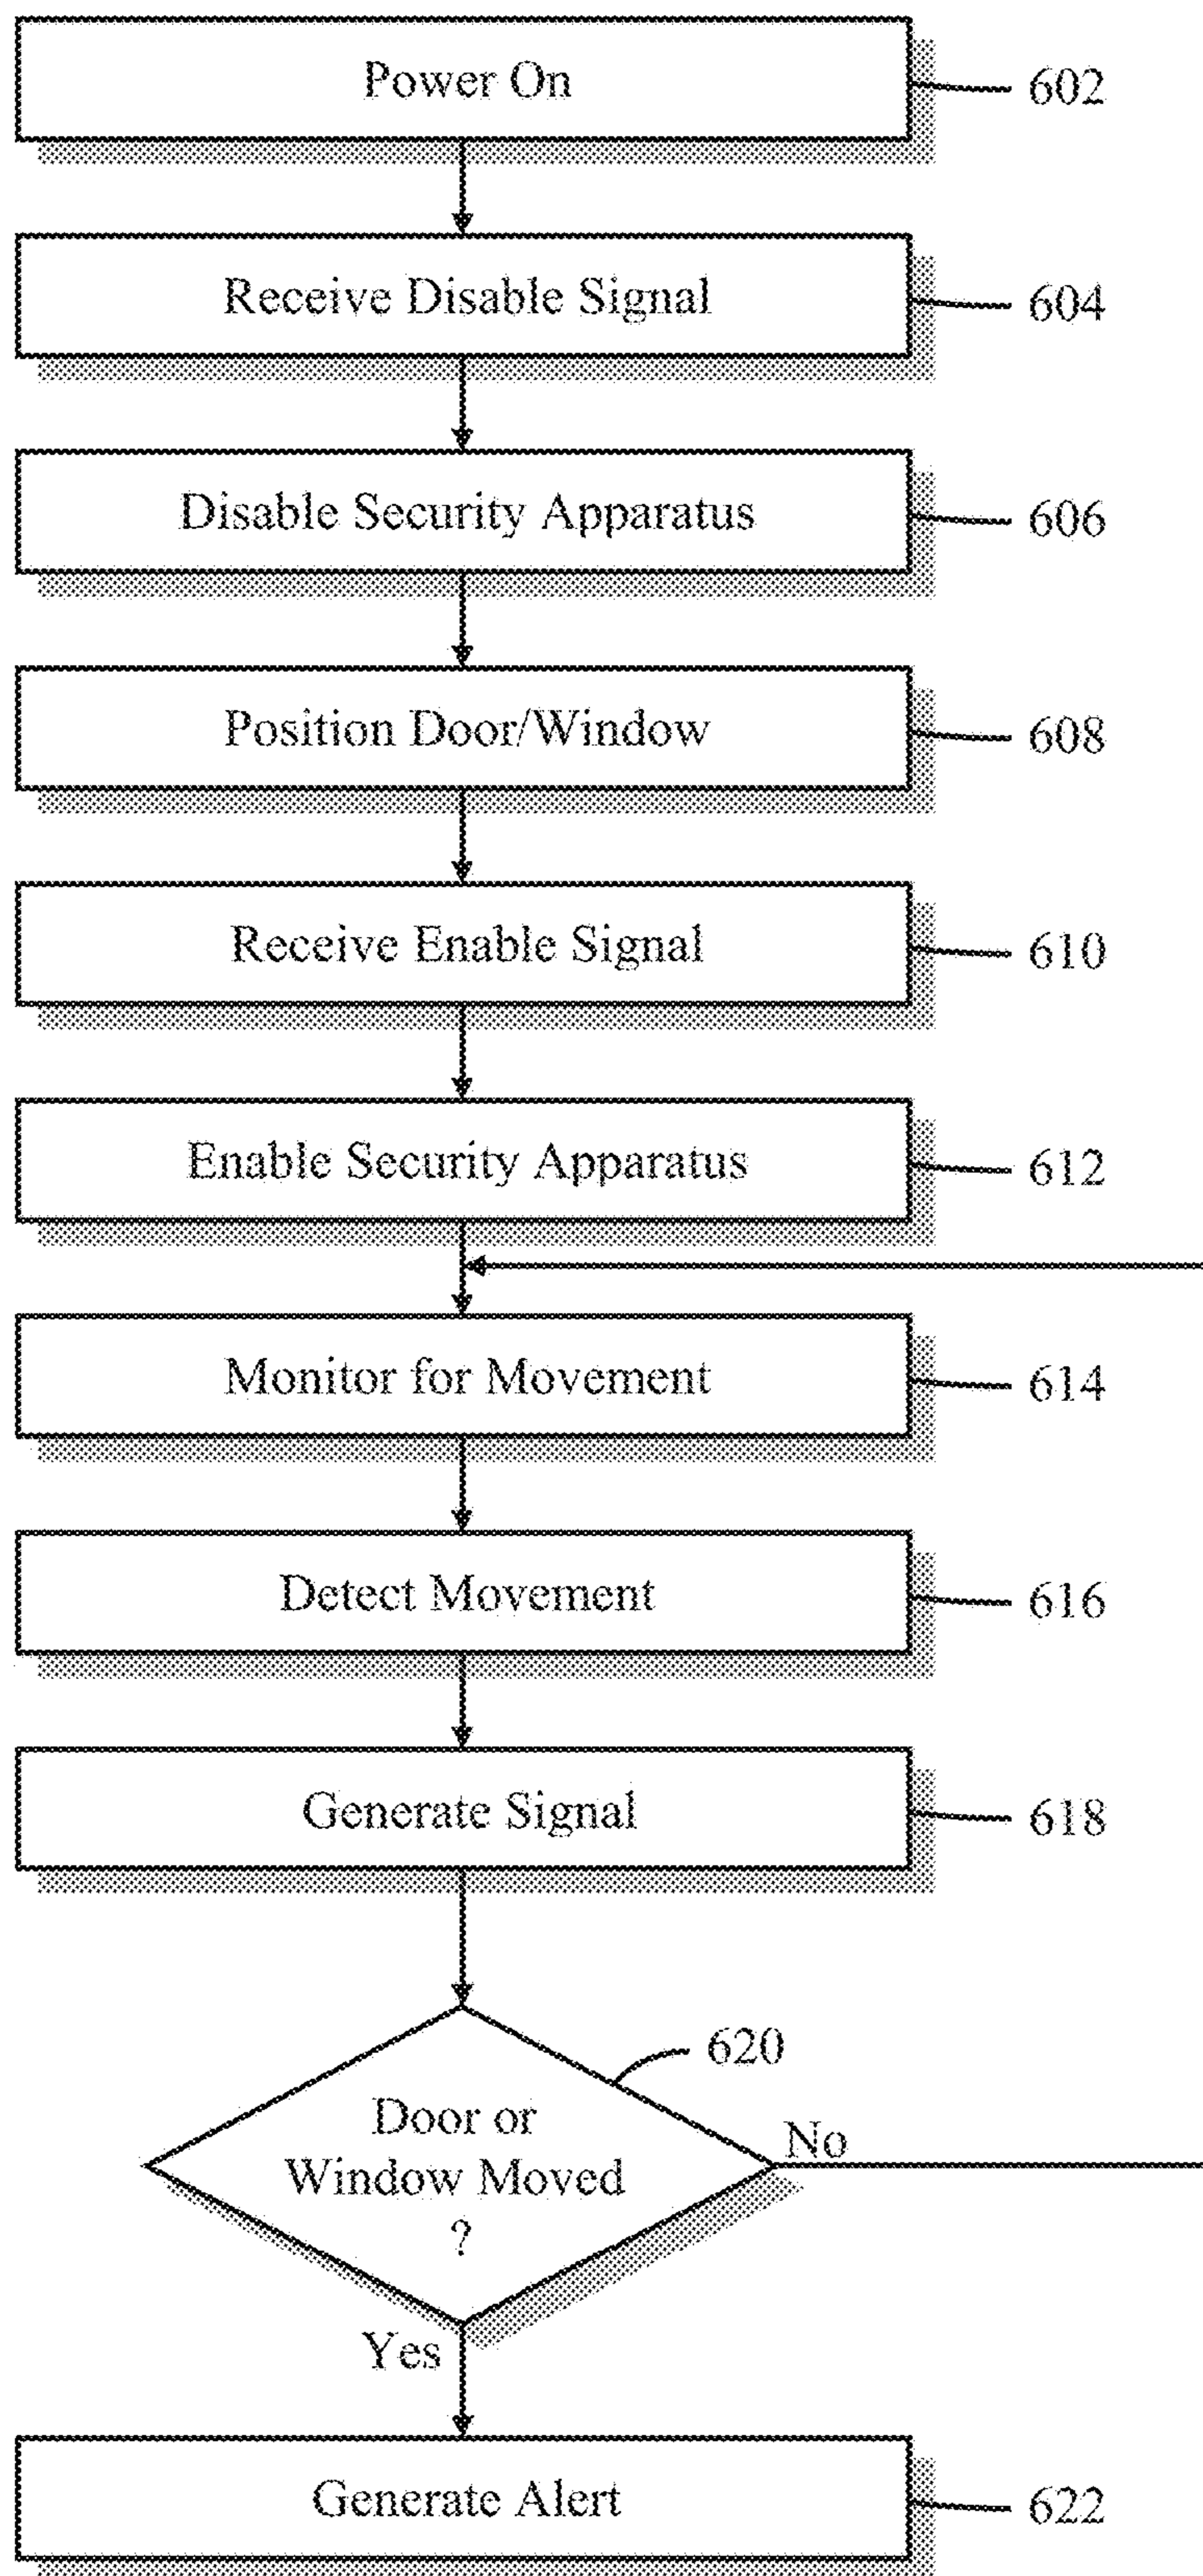 Power On
602
Receive Disable Signal
604
Disable Security Apparatus
606
Position Door/Window
608
Receive Enable Signal
610
Enable Security Apparatus
612
Monitor for Movement
614
Detect Movement
616
Generate Signal
618
620
Door or
Window Moved
?
No
Yes
Generate Alert
622